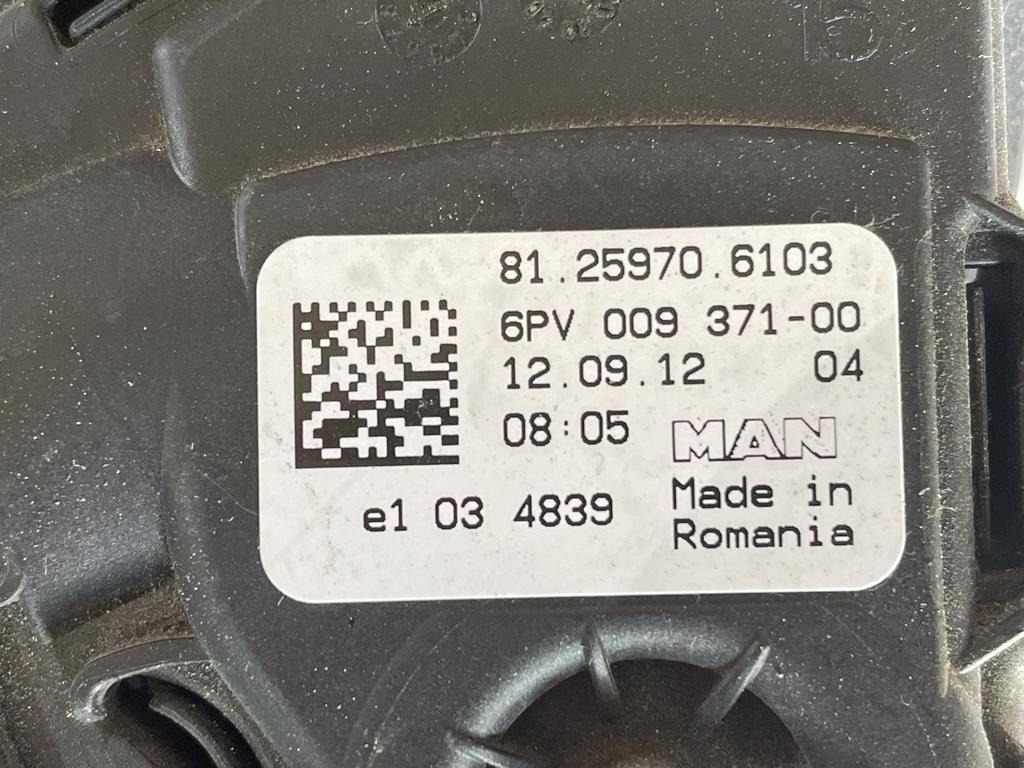 81.25970.6103
6PV 009 371-00
12.09.12 04
08:05 MAN
e1 03 4839
Made in
Romania